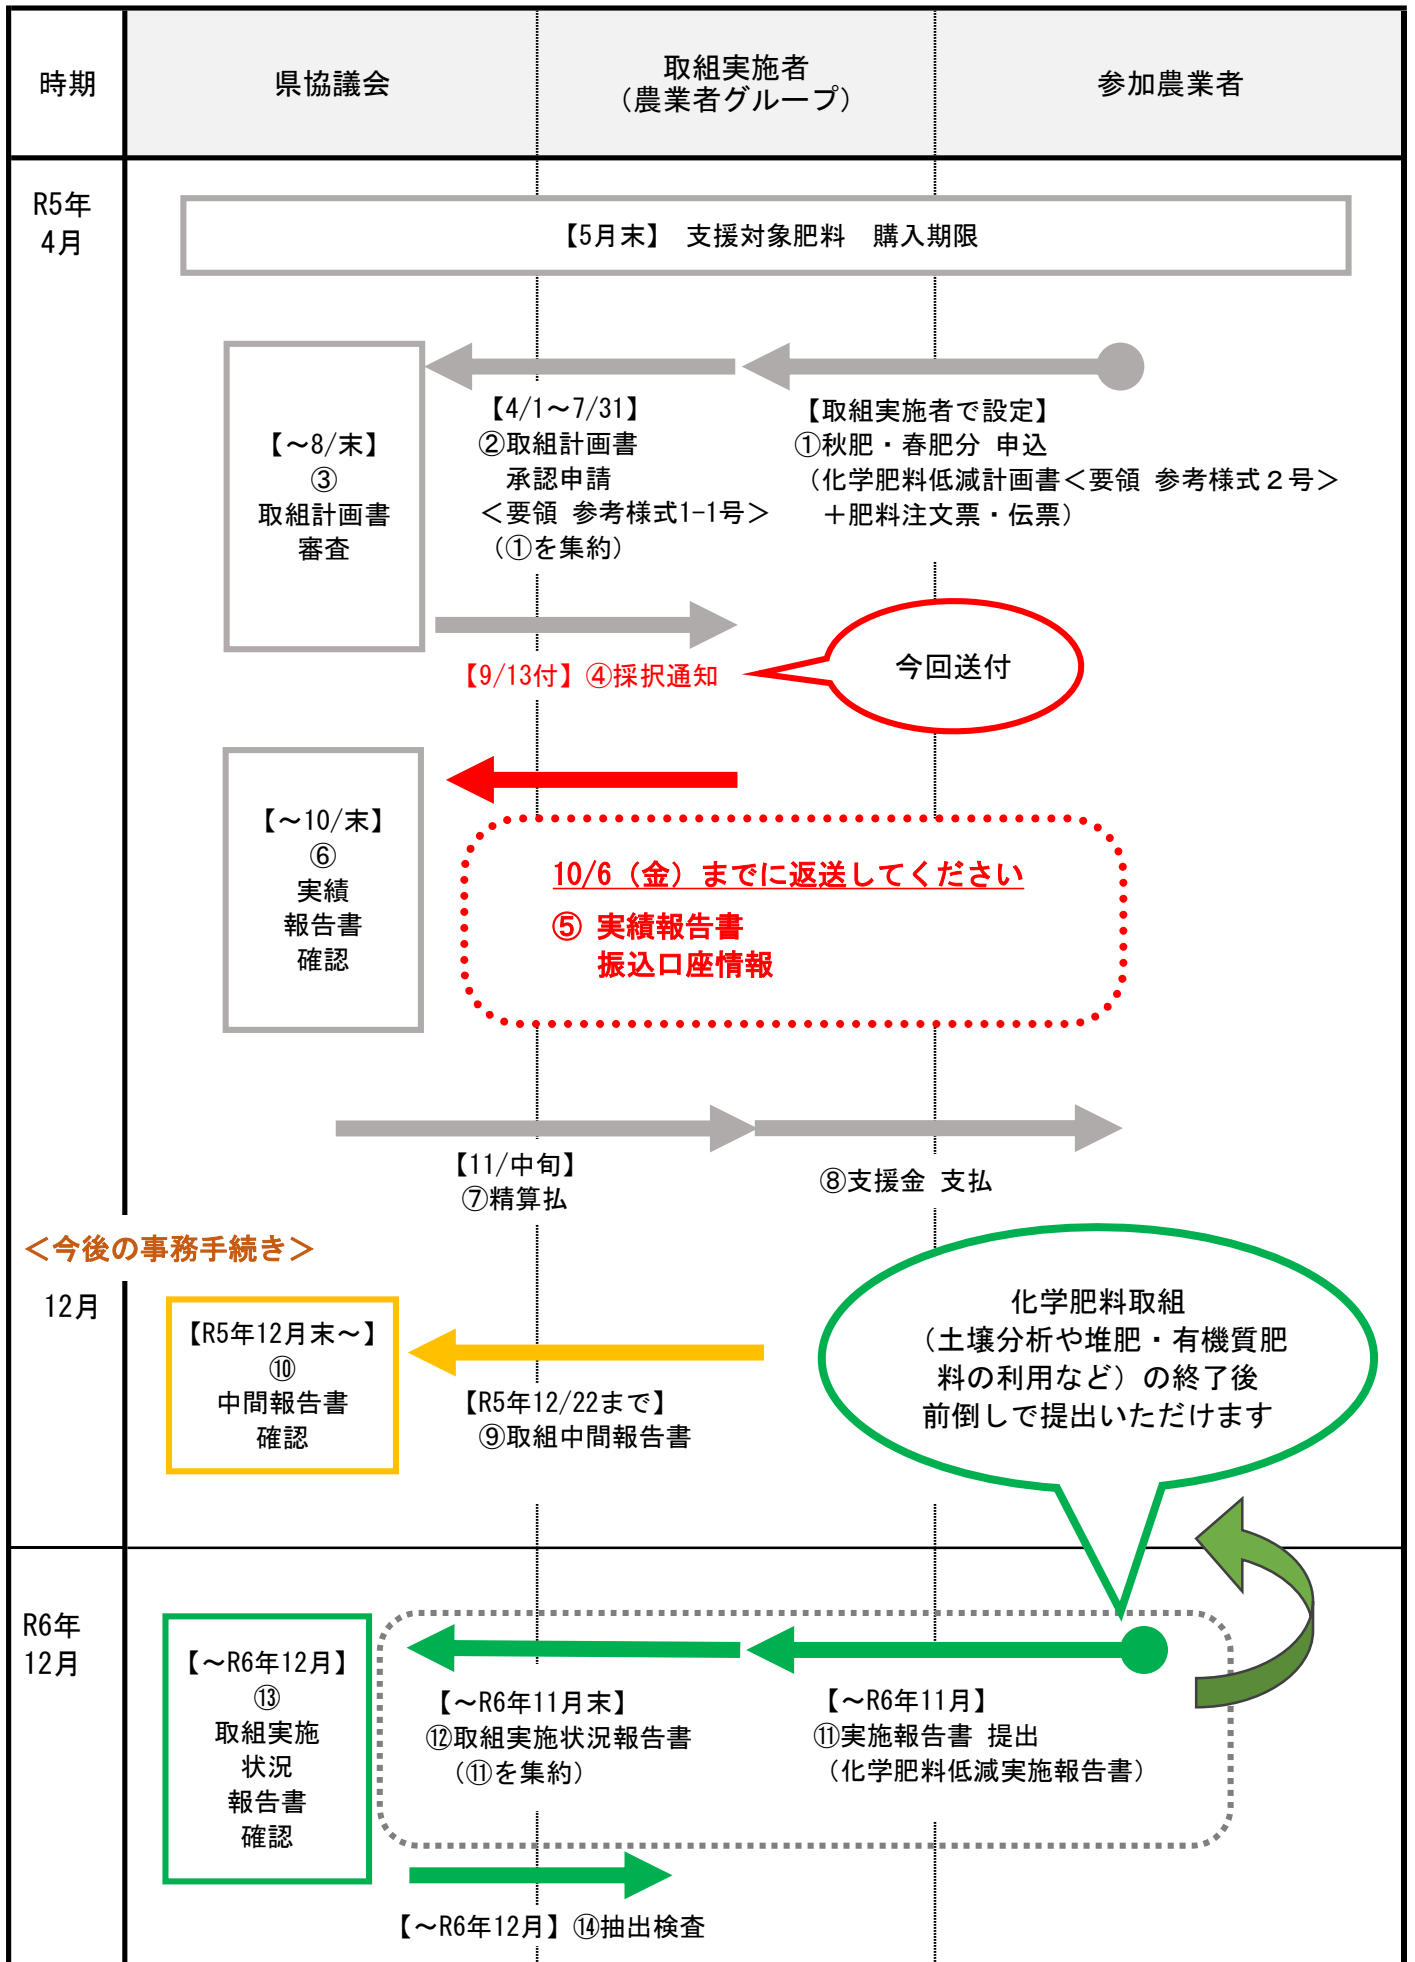 時期
県協議会
取組実施者
（農業者グループ）
参加農業者
R5年
4月
【5月末】 支援対象肥料　購入期限
【～8/末】
③
取組計画書
審査
【4/1～7/31】
②取組計画書
承認申請
＜要領 参考様式1-1号＞
（①を集約）
【取組実施者で設定】
①秋肥・春肥分 申込
（化学肥料低減計画書＜要領 参考様式２号＞
＋肥料注文票・伝票）
【9/13付】④採択通知
今回送付
【～10/末】
⑥
実績
報告書
確認
10/6（金）までに返送してください
⑤ 実績報告書
振込口座情報
【11/中旬】
⑦精算払
⑧支援金 支払
＜今後の事務手続き＞
12月
【R5年12月末～】
⑩
中間報告書
確認
【R5年12/22まで】
⑨取組中間報告書
化学肥料取組
（土壌分析や堆肥・有機質肥
料の利用など）の終了後
前倒しで提出いただけます
R6年
12月
【～R6年12月】
⑬
取組実施
状況
報告書
確認
【～R6年11月末】
⑫取組実施状況報告書
（⑪を集約）
【～R6年11月】
⑪実施報告書 提出
（化学肥料低減実施報告書）
【～R6年12月】⑭抽出検査